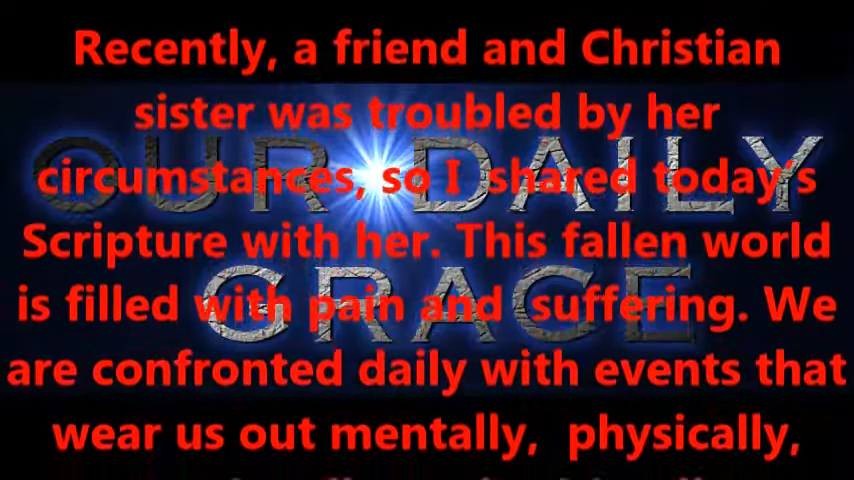 Recently, a friend and Christian
sister was troubled by her
circumstances, so I shared today's
Scripture with her. This fallen world
is filled with pain and suffering. We
are confronted daily with events that
wear us out mentally, physically,
OUR DAILY
GRACE